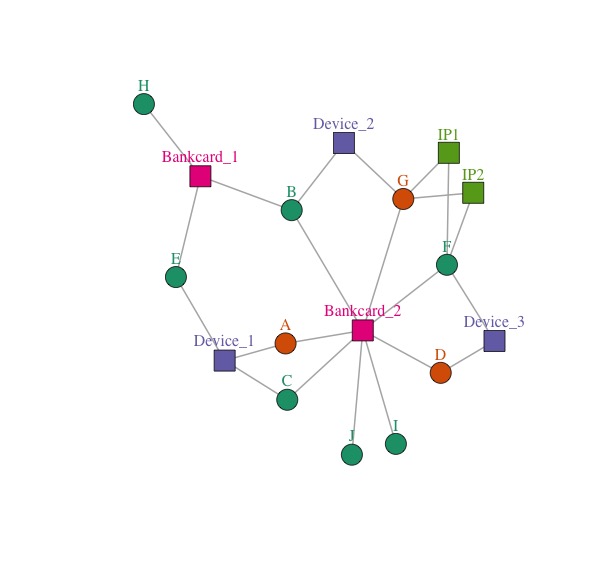 H
Device_2
IP1
Bankcard_1
IP2
G
B
F
E
Bankcard_2
Device_3
A
Device_1
D
C
I
J